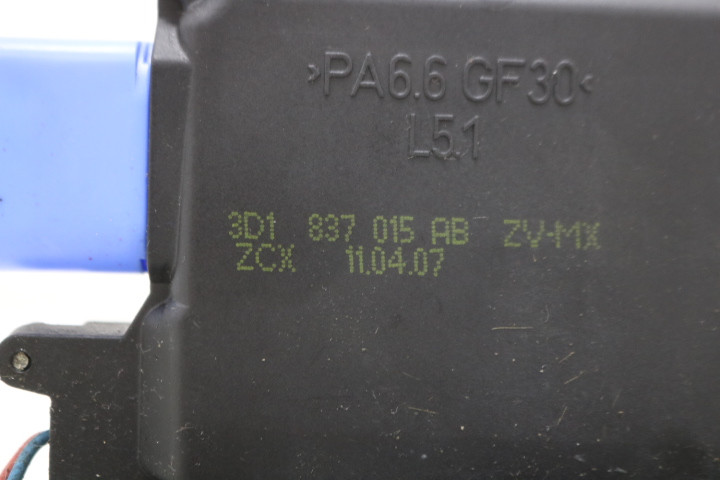 >PA6.6 GF30<
L5.1
3D1 837 015 AB ZV-MX
ZCX 11.04.07